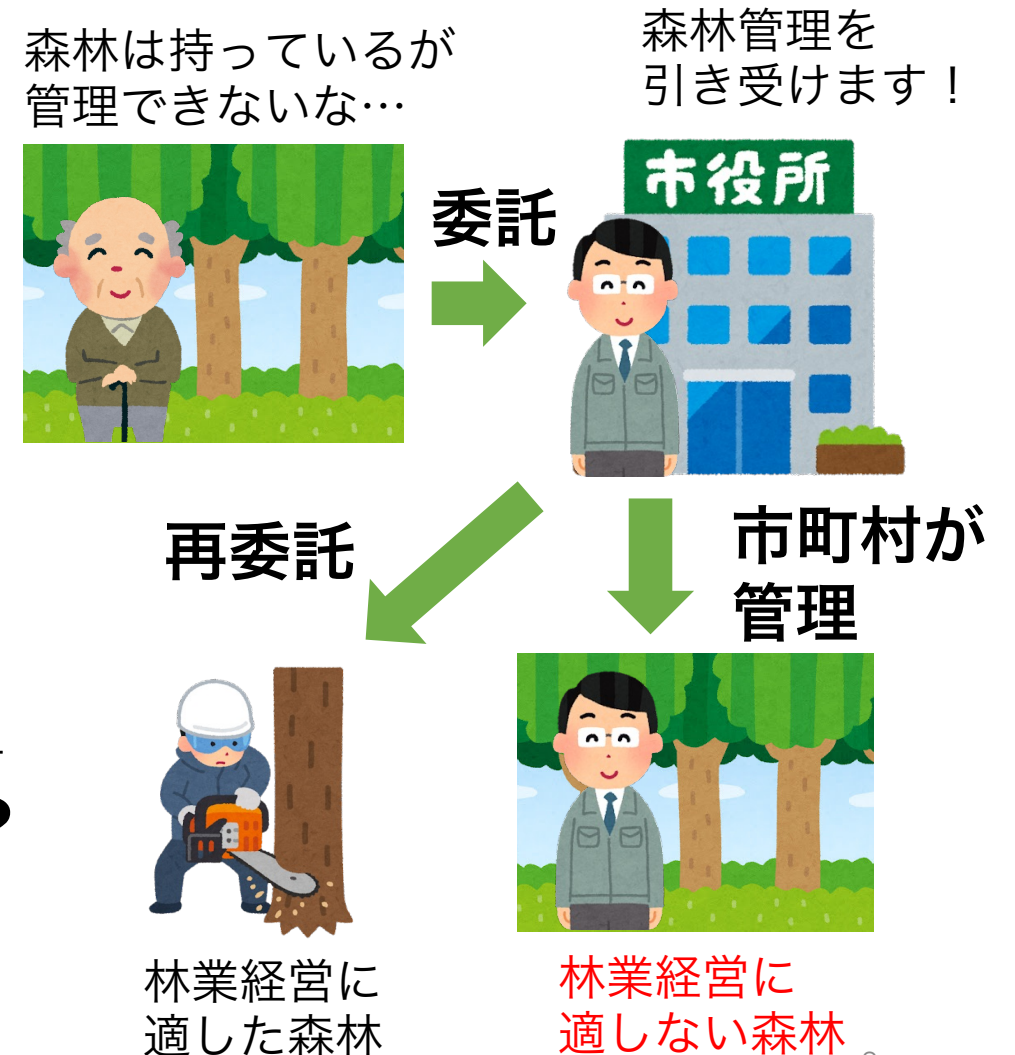 森林は持っているが
管理できないな…
森林管理を
引き受けます！
市役所
委託
再委託
市町村が
管理
林業経営に
適した森林
林業経営に
適しない森林